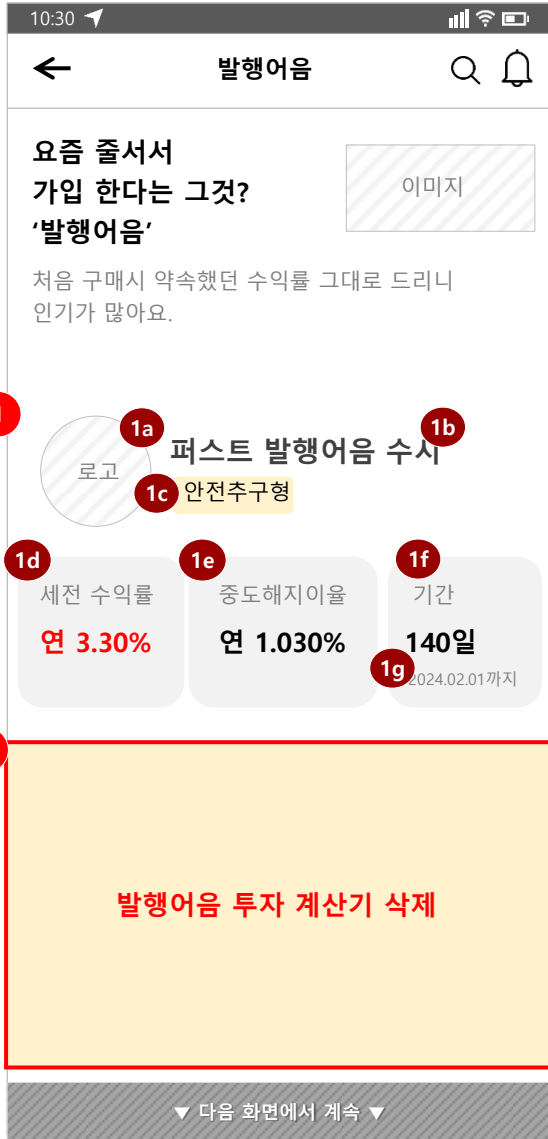 10:30
발행어음
요즘 줄서서
가입 한다는 그것?
‘발행어음’
이미지
처음 구매시 약속했던 수익률 그대로 드리니
인기가 많아요.
1a
1b
로고
퍼스트 발행어음 수시
1c
안전추구형
1d
1e
1f
세전 수익률
중도해지이율
기간
연 3.30%
연 1.030%
140일
1g
2024.02.01까지
발행어음 투자 계산기 삭제
▼ 다음 화면에서 계속 ▼